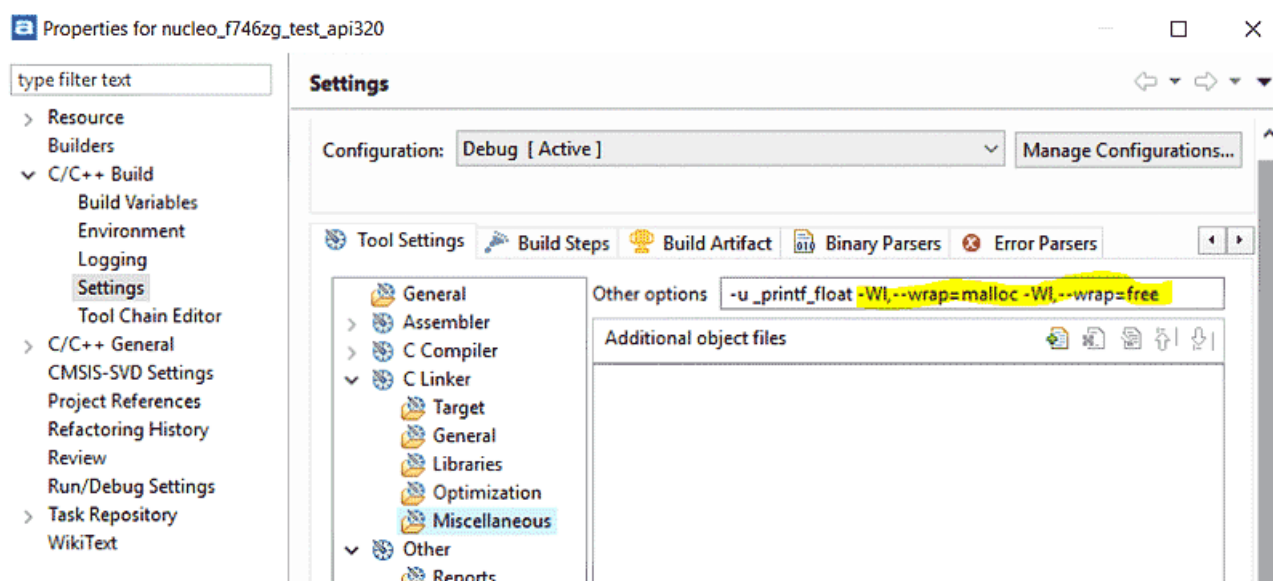 Properties for nucleo_f746zg_test_api320
type filter text
Resource
Builders
C/C++ Build
Build Variables
Environment
Logging
Settings
Tool Chain Editor
C/C++ General
CMSIS-SVD Settings
Project References
Refactoring History
Review
Run/Debug Settings
Task Repository
WikiText
Settings
Configuration:
Debug [ Active ]
Manage Configurations...
Tool Settings
Build Steps
Build Artifact
Binary Parsers
Error Parsers
General
Assembler
C Compiler
C Linker
Target
General
Libraries
Optimization
Miscellaneous
Other
Reports
Other options
-u _printf_float -Wl,--wrap=malloc -Wl,--wrap=free
Additional object files